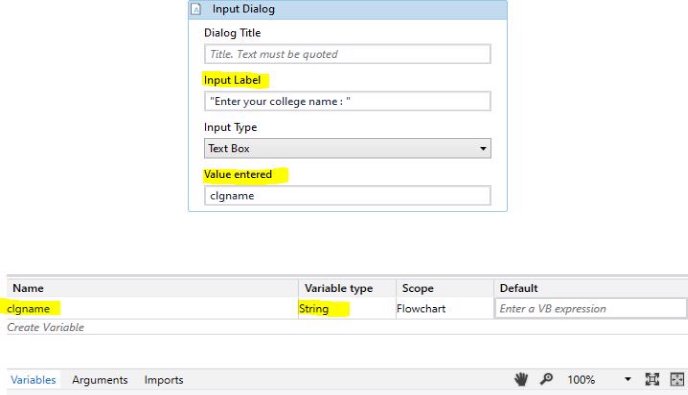 Input Dialog
Dialog Title
Title. Text must be quoted
Input Label
"Enter your college name : "
Input Type
Text Box
Value entered
clgname
Name Variable type Scope Default
clgname String Flowchart Enter a VB expression
Create Variable
Variables Arguments Imports 100%